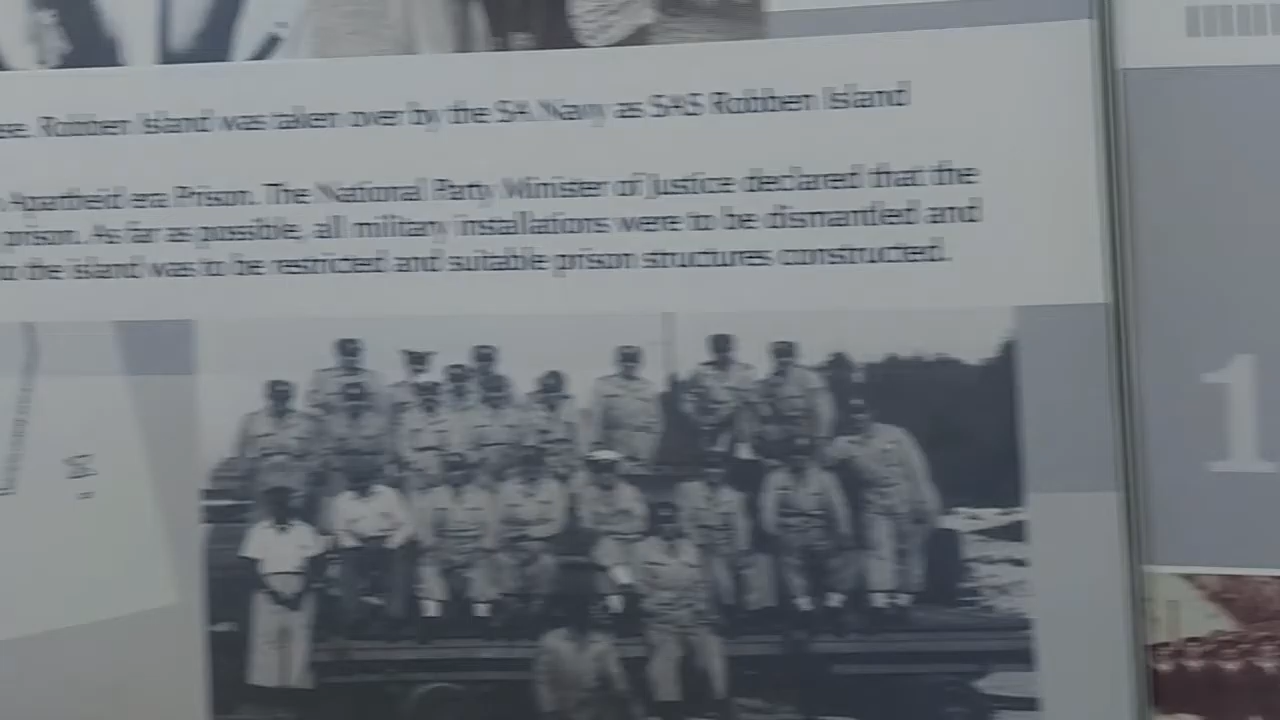 Robben Island was taken over by the SA Navy as SAS Robben Island
Apartheid era Prison. The National Party Minister of Justice declared that the
prison. As far as possible, all military installations were to be dismantled and
the island was to be restricted and suitable prison structures constructed.
1